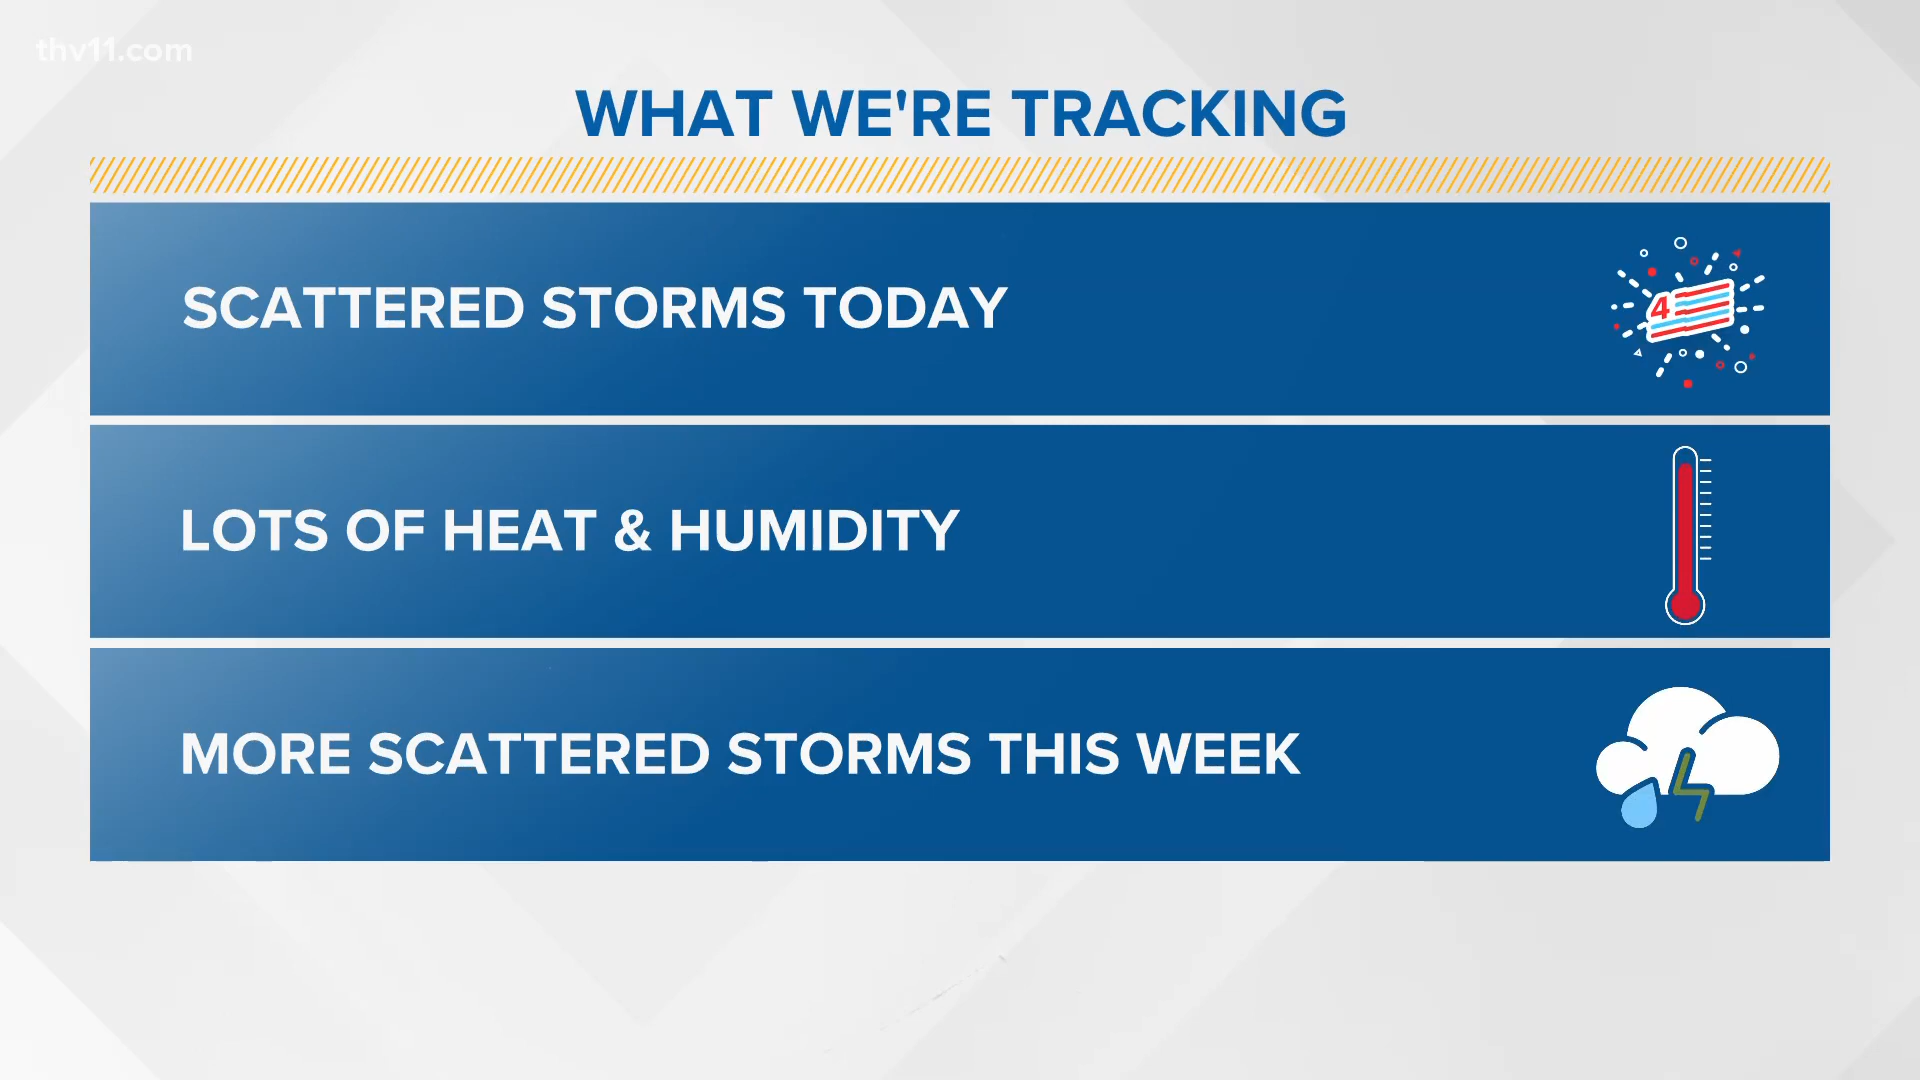 thv11.com
WHAT WE'RE TRACKING
SCATTERED STORMS TODAY
4
LOTS OF HEAT & HUMIDITY
MORE SCATTERED STORMS THIS WEEK